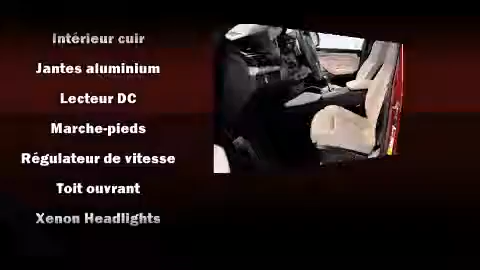 Intérieur cuir
Jantes aluminium
Lecteur DC
Marche-pieds
Régulateur de vitesse
Toit ouvrant
Xenon Headlights